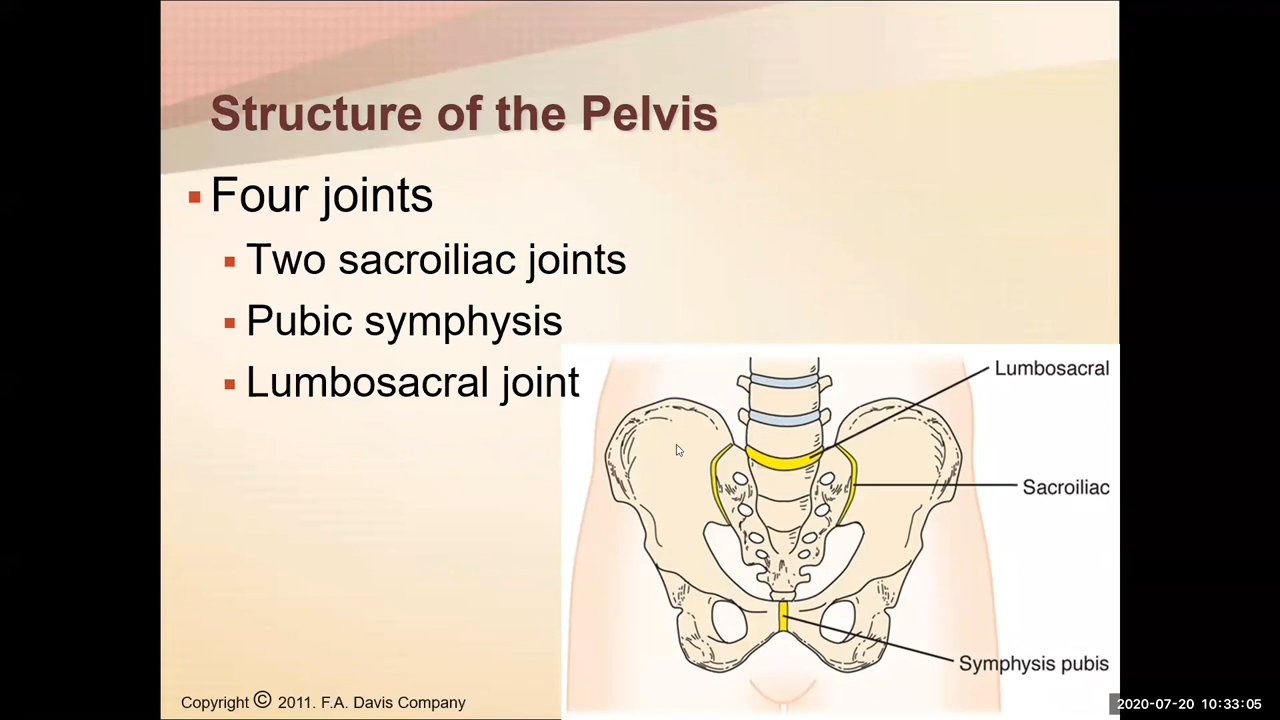 Structure of the Pelvis
▪ Four joints
▪ Two sacroiliac joints
▪ Pubic symphysis
▪ Lumbosacral joint
Lumbosacral
Sacroiliac
Symphysis pubis
Copyright © 2011. F.A. Davis Company
2020-07-20 10:33:05